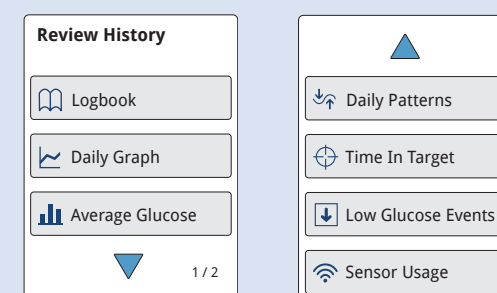 Review History
Logbook
Daily Graph
Average Glucose
1 / 2
Daily Patterns
Time In Target
Low Glucose Events
Sensor Usage